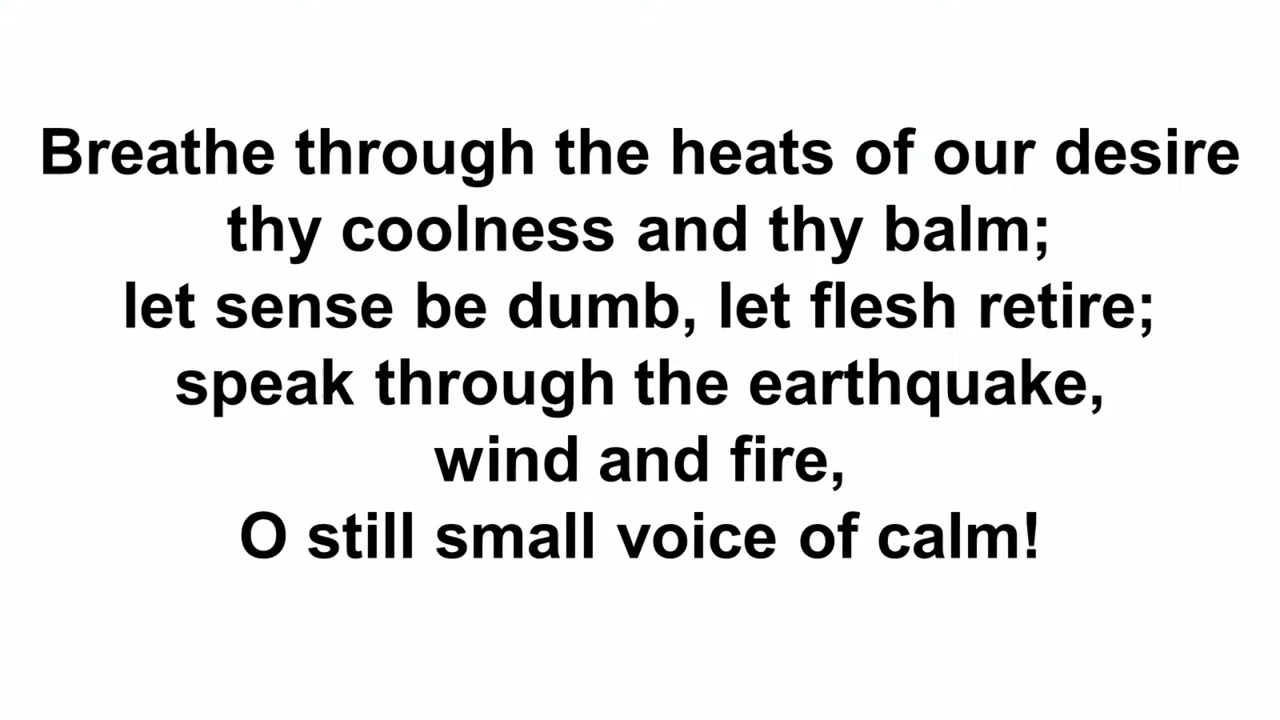 Breathe through the heats of our desire
thy coolness and thy balm;
let sense be dumb, let flesh retire;
speak through the earthquake,
wind and fire,
O still small voice of calm!